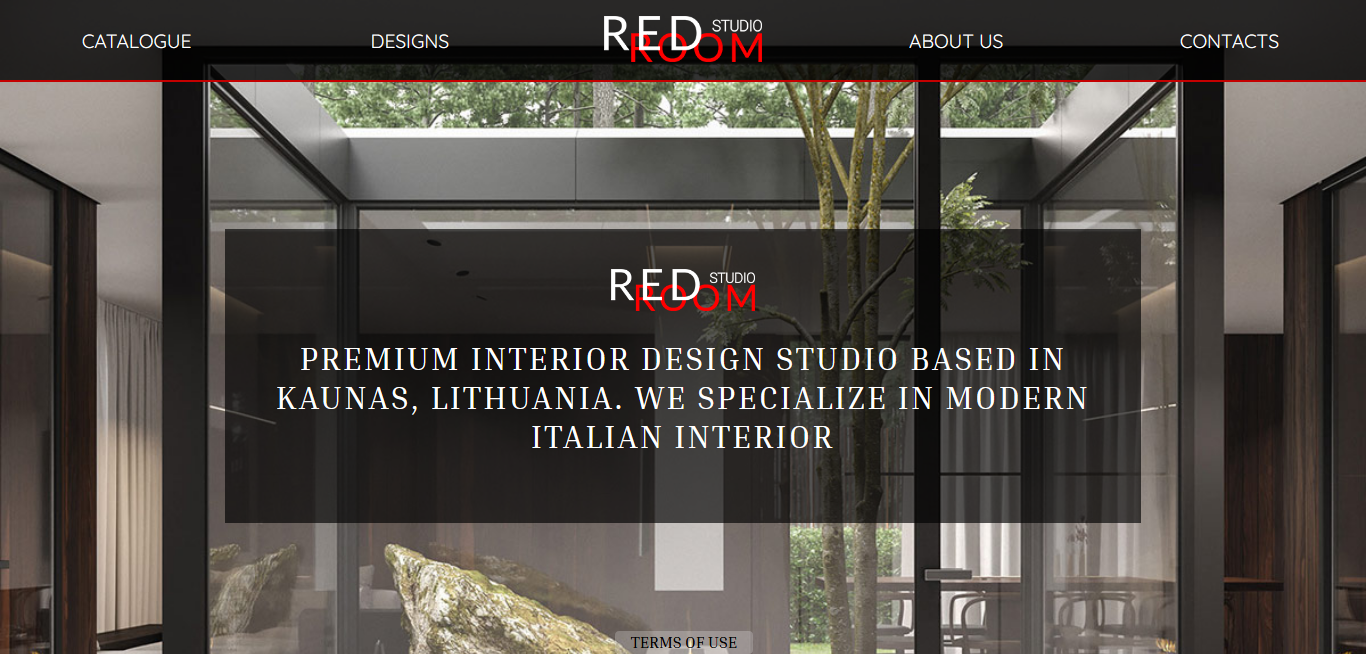 CATALOGUE
DESIGNS
RED STUDIO
ROOM
ABOUT US
CONTACTS
RED STUDIO
ROOM
PREMIUM INTERIOR DESIGN STUDIO BASED IN
KAUNAS, LITHUANIA. WE SPECIALIZE IN MODERN
ITALIAN INTERIOR
TERMS OF USE